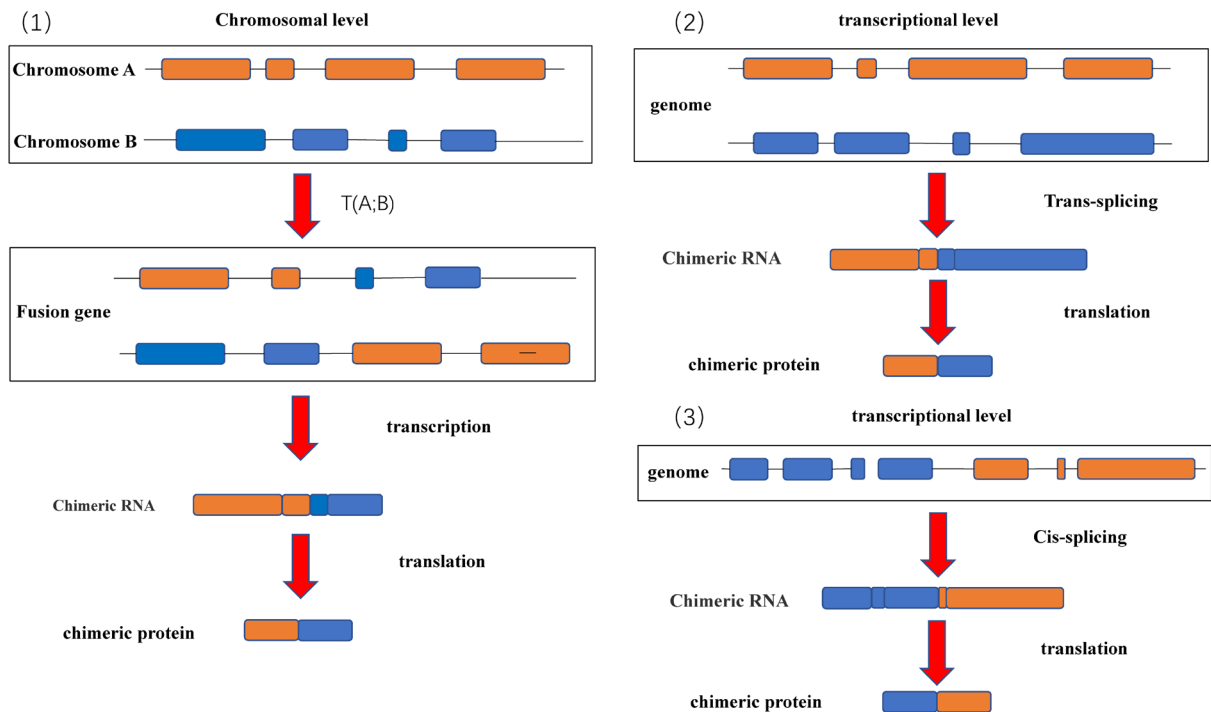 (1)
Chromosomal level
Chromosome A
Chromosome B
T(A;B)
Fusion gene
transcription
Chimeric RNA
translation
chimeric protein
(2)
transcriptional level
genome
Trans-splicing
Chimeric RNA
translation
chimeric protein
(3)
transcriptional level
genome
Cis-splicing
Chimeric RNA
translation
chimeric protein